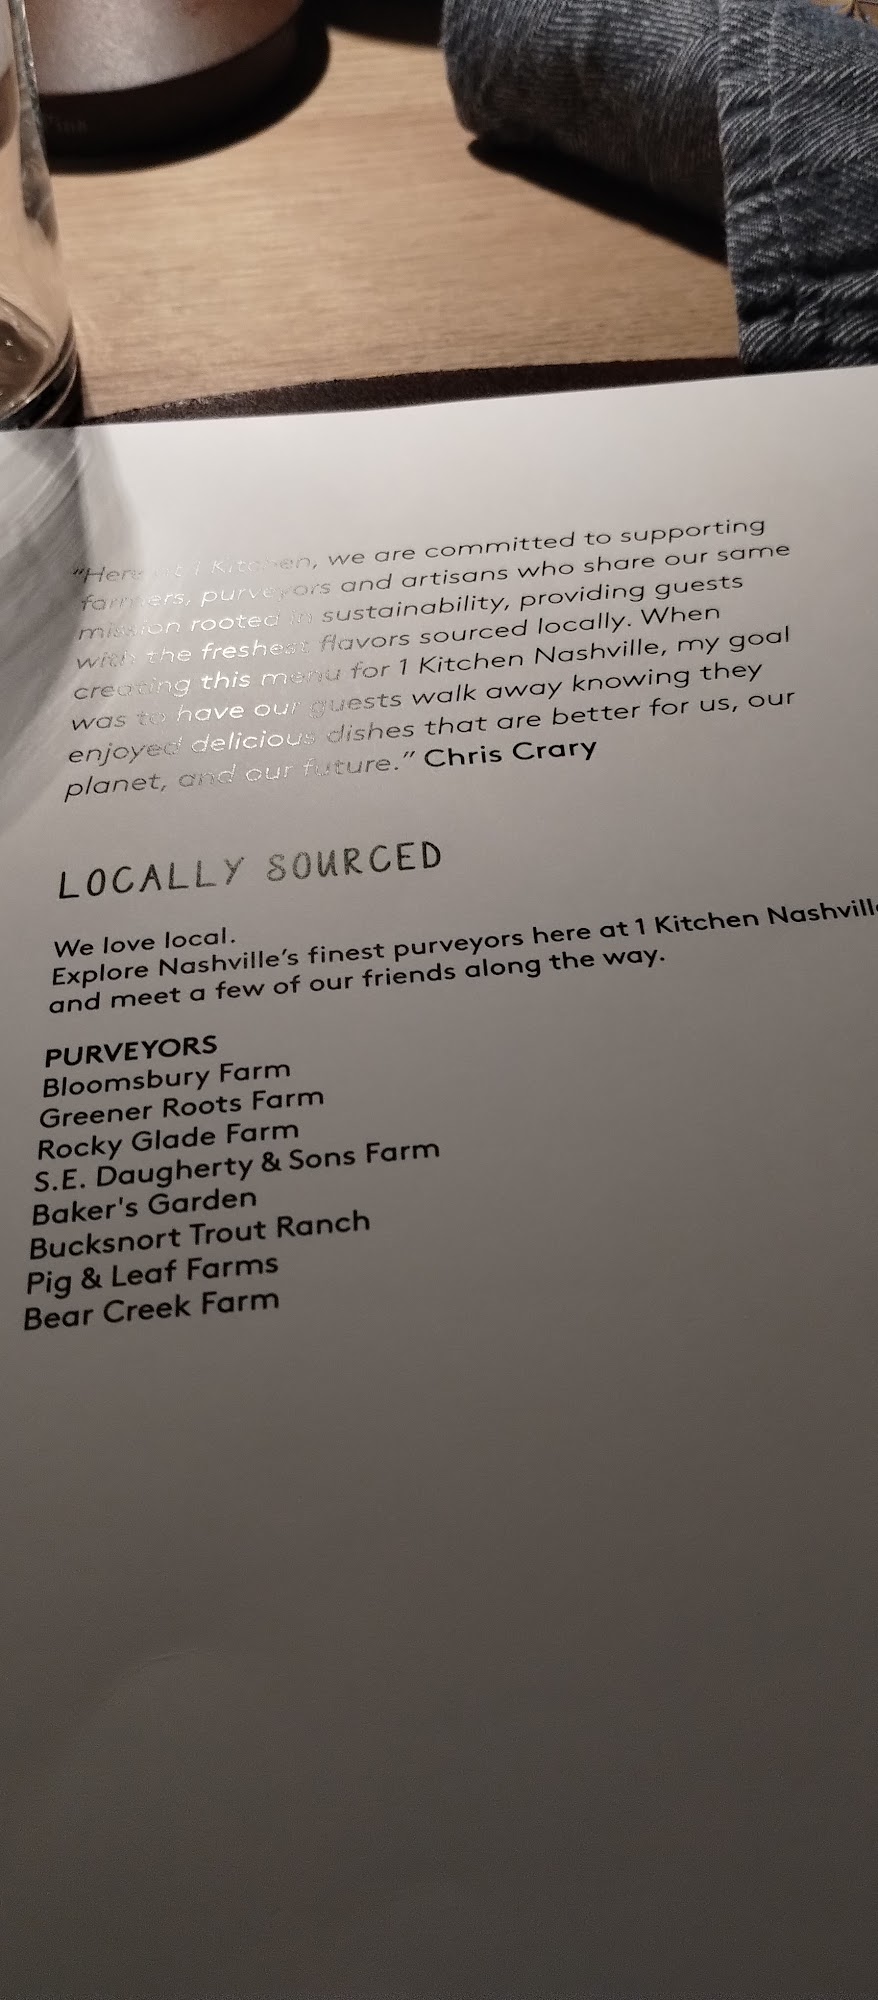 "Here at 1 Kitchen, we are committed to supporting
farmers, purveyors and artisans who share our same
mission rooted in sustainability, providing guests
with the freshest flavors sourced locally. When
creating this menu for 1 Kitchen Nashville, my goal
was to have our guests walk away knowing they
enjoyed delicious dishes that are better for us, our
planet, and our future." Chris Crary
LOCALLY SOURCED
We love local.
Explore Nashville's finest purveyors here at 1 Kitchen Nashville
and meet a few of our friends along the way.
PURVEYORS
Bloomsbury Farm
Greener Roots Farm
Rocky Glade Farm
S.E. Daugherty & Sons Farm
Baker's Garden
Bucksnort Trout Ranch
Pig & Leaf Farms
Bear Creek Farm